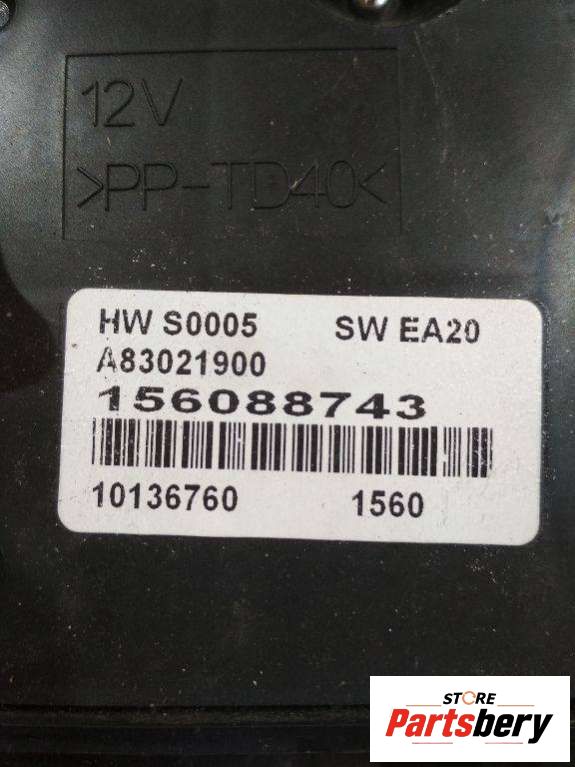 12V
>PP-TD40<
HW S0005 SW EA20
A83021900
156088743
10136760 1560
STORE
Partsbery